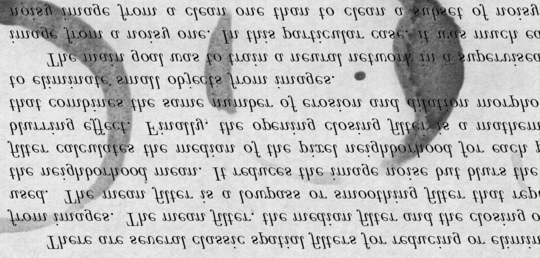 There are several classic spatial filters for reducing or elimin
from images. The mean filter, the median filter and the closing o
used. The mean filter is a lowpass or smoothing filter that repl
the neighborhood mean. It reduces the image noise but blurs the
filter calculates the median of the pixel neighborhood for each p
blurring effect. Finally, the opening closing filter is a mathem
that combines the same number of erosion and dilation morpho
to eliminate small objects from images.
The main goal was to train a neural network in a supervised
image from a noisy one. In this particular case, it was much ea
noisy image from a clean one than to clean a subset of noisy